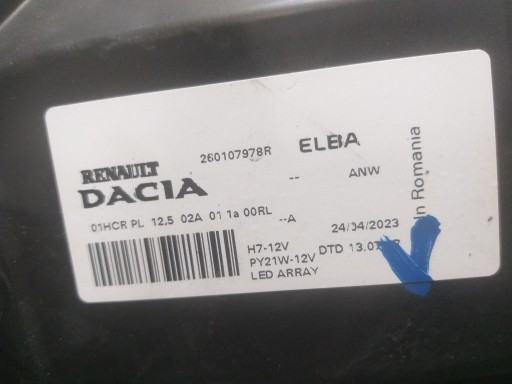 260107978R ELBA
RENAULT
DACIA
-- ANW
01HCR PL 12,5 02A 01 1a 00RL --A
24/04/2023
H7-12V DTD
PY21W-12V
LED ARRAY
In Romania